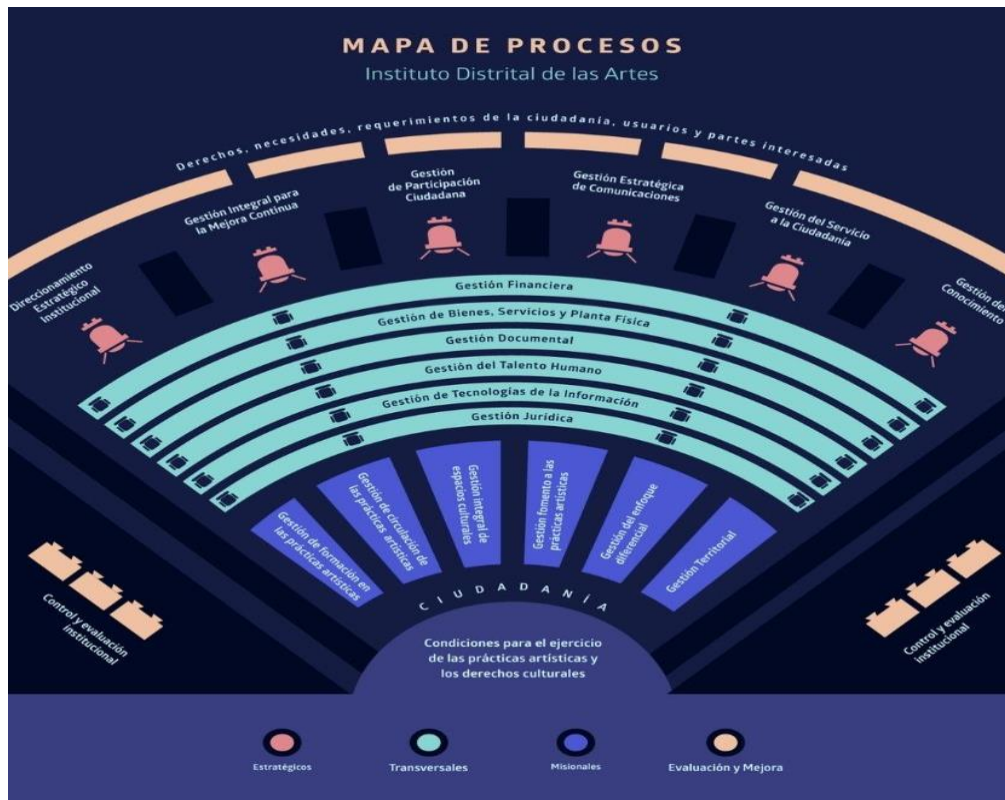 MAPA DE PROCESOS
Instituto Distrital de las Artes
Derechos, necesidades, requerimientos de la ciudadanía, usuarios y partes interesadas
Direccionamiento
Estratégico
Institucional
Gestión Integral para
la Mejora Continua
Gestión
de Participación
Ciudadana
Gestión Estratégica
de Comunicaciones
Gestión del Servicio
a la Ciudadanía
Gestión del
Conocimiento
Gestión Financiera
Gestión de Bienes, Servicios y Planta Física
Gestión Documental
Gestión del Talento Humano
Gestión de Tecnologías de la Información
Gestión Jurídica
Gestión de formación en
las prácticas artísticas
Gestión de circulación de
las prácticas artísticas
Gestión integral de
espacios culturales
Gestión fomento a las
prácticas artísticas
Gestión del enfoque
diferencial
Gestión Territorial
CIUDADANÍA
Condiciones para el ejercicio
de las prácticas artísticas y
los derechos culturales
Control y evaluación
institucional
Control y evaluación
institucional
Estratégicos
Transversales
Misionales
Evaluación y Mejora